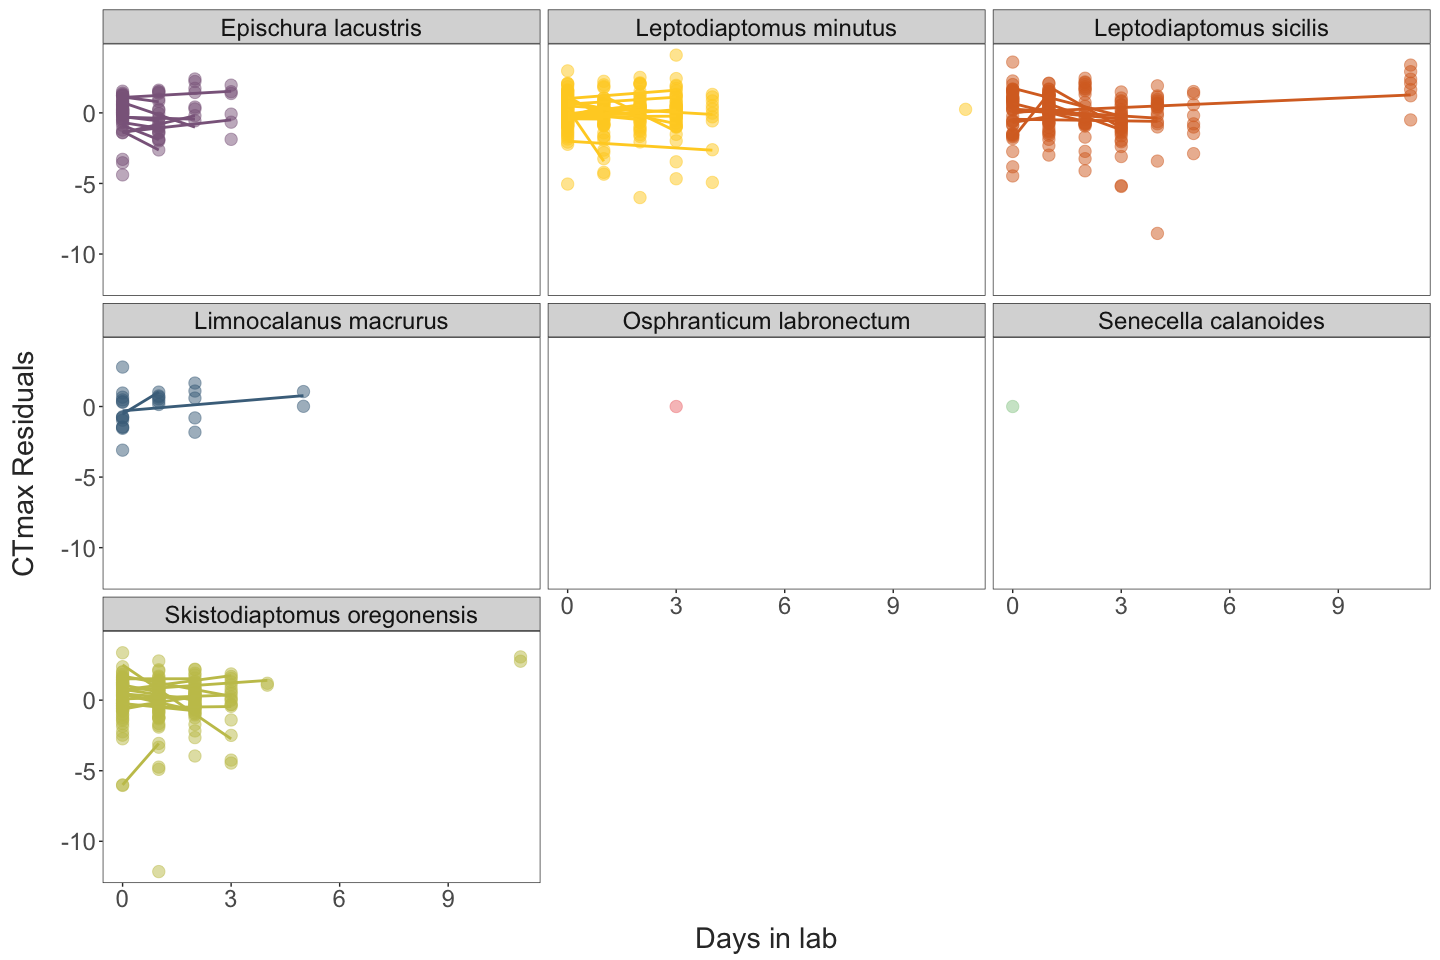 Epischura lacustris
Leptodiaptomus minutus
Leptodiaptomus sicilis
0
-5
-10
Limnocalanus macrurus
Osphranticum labronectum
Senecella calanoides
0
-5
-10
0 3 6 9
0 3 6 9
Skistodiaptomus oregonensis
0
-5
-10
0 3 6 9
CTmax Residuals
Days in lab